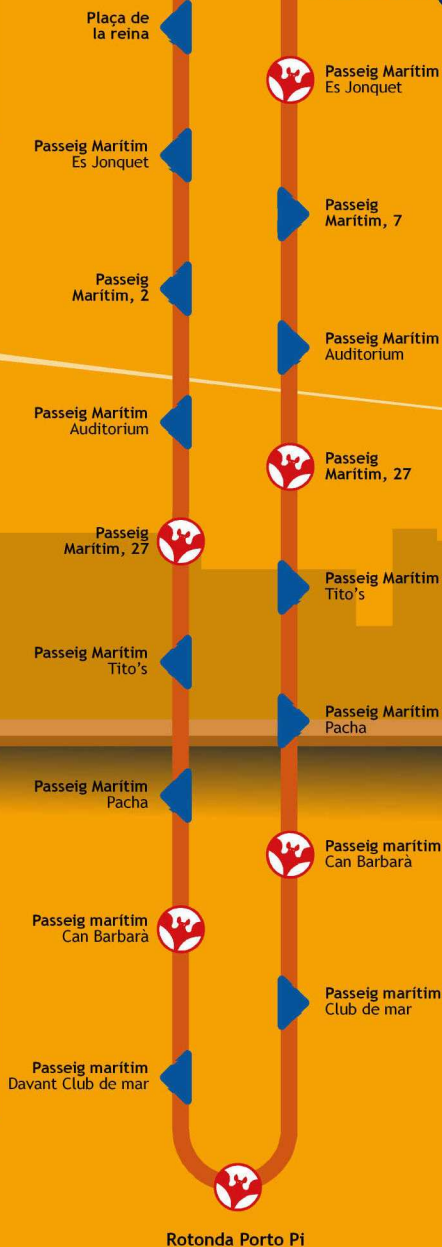 Plaça de
la reina
Passeig Marítim
Es Jonquet
Passeig
Marítim, 2
Passeig Marítim
Auditorium
Passeig
Marítim, 27
Passeig Marítim
Tito's
Passeig Marítim
Pacha
Passeig marítim
Can Barbarà
Passeig marítim
Davant Club de mar
Passeig Marítim
Es Jonquet
Passeig
Marítim, 7
Passeig Marítim
Auditorium
Passeig
Marítim, 27
Passeig Marítim
Tito's
Passeig Marítim
Pacha
Passeig marítim
Can Barbarà
Passeig marítim
Club de mar
Rotonda Porto Pi